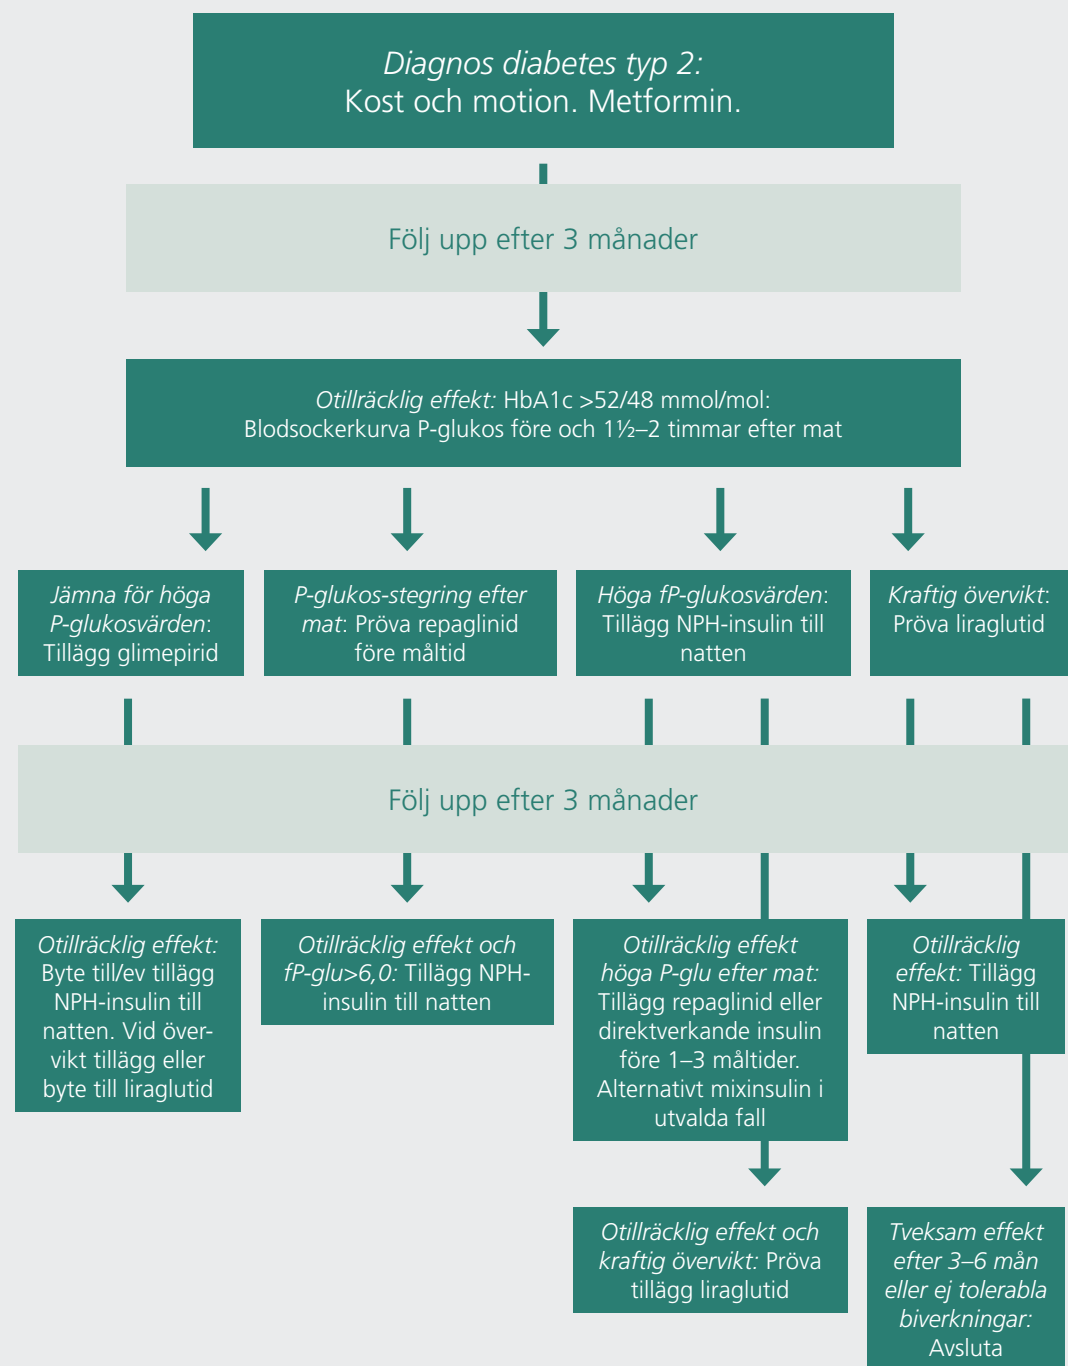 Diagnos diabetes typ 2:
Kost och motion. Metformin.
Följ upp efter 3 månader
Otillräcklig effekt: HbA1c >52/48 mmol/mol:
Blodsockerkurva P-glukos före och 1½–2 timmar efter mat
Jämna för höga
P-glukosvärden:
Tillägg glimepirid
P-glukos-stegring efter
mat: Pröva repaglinid
före måltid
Höga fP-glukosvärden:
Tillägg NPH-insulin till
natten
Kraftig övervikt:
Pröva liraglutid
Följ upp efter 3 månader
Otillräcklig effekt:
Byte till/ev tillägg
NPH-insulin till
natten. Vid över-
vikt tillägg eller
byte till liraglutid
Otillräcklig effekt och
fP-glu>6,0: Tillägg NPH-
insulin till natten
Otillräcklig effekt
höga P-glu efter mat:
Tillägg repaglinid eller
direktverkande insulin
före 1–3 måltider.
Alternativt mixinsulin i
utvalda fall
Otillräcklig
effekt: Tillägg
NPH-insulin till
natten
Otillräcklig effekt och
kraftig övervikt: Pröva
tillägg liraglutid
Tveksam effekt
efter 3–6 mån
eller ej tolerabla
biverkningar:
Avsluta